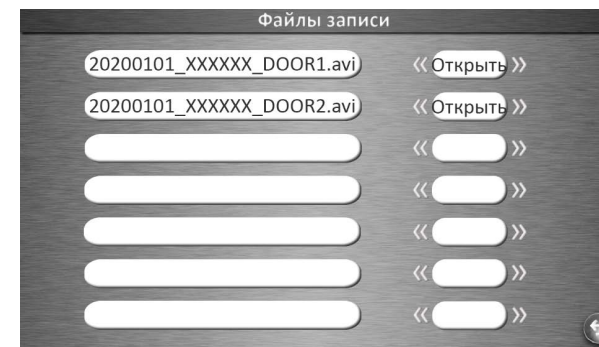 Файлы записи
20200101_XXXXXX_DOOR1.avi « Открыть »
20200101_XXXXXX_DOOR2.avi « Открыть »
« »
« »
« »
« »
« »